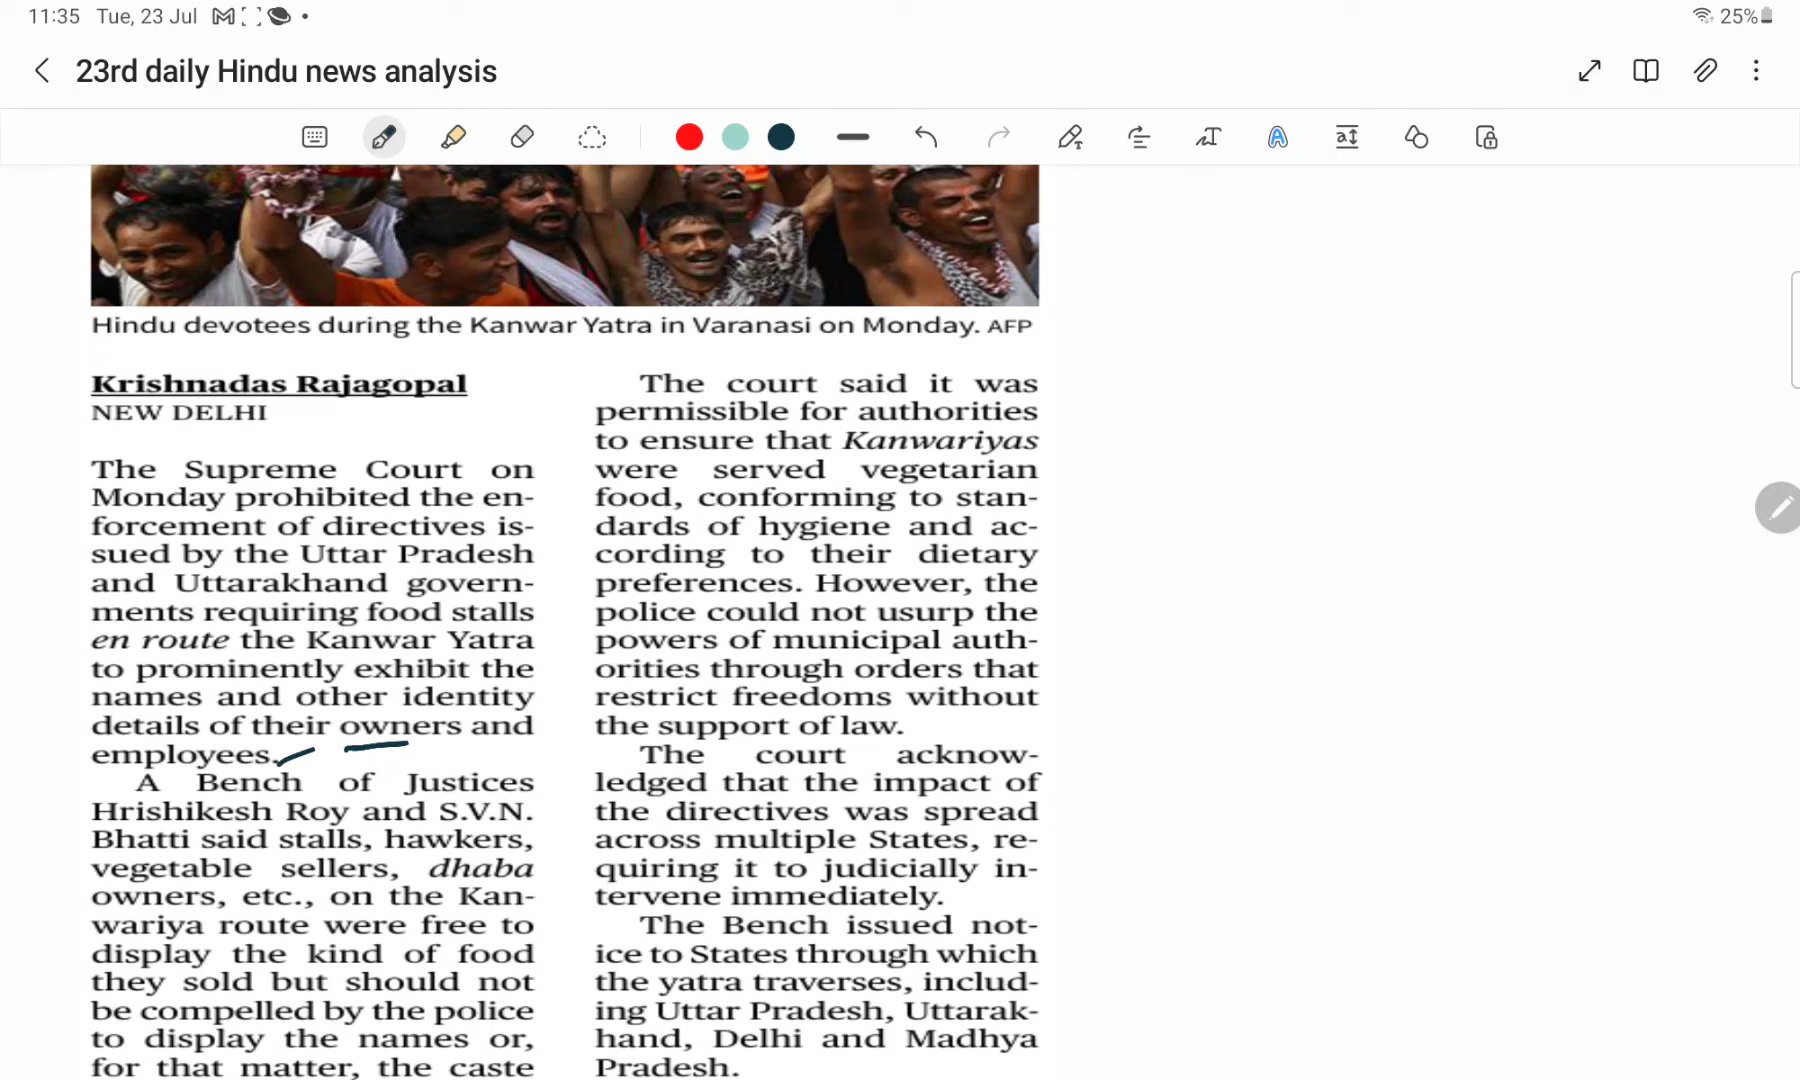 11:35 Tue, 23 Jul
25%
23rd daily Hindu news analysis
Hindu devotees during the Kanwar Yatra in Varanasi on Monday. AFP
Krishnadas Rajagopal
NEW DELHI
The Supreme Court on
Monday prohibited the en-
forcement of directives is-
sued by the Uttar Pradesh
and Uttarakhand govern-
ments requiring food stalls
en route the Kanwar Yatra
to prominently exhibit the
names and other identity
details of their owners and
employees.
A Bench of Justices
Hrishikesh Roy and S.V.N.
Bhatti said stalls, hawkers,
vegetable sellers, dhaba
owners, etc., on the Kan-
wariya route were free to
display the kind of food
they sold but should not
be compelled by the police
to display the names or,
for that matter, the caste
The court said it was
permissible for authorities
to ensure that Kanwariyas
were served vegetarian
food, conforming to stan-
dards of hygiene and ac-
cording to their dietary
preferences. However, the
police could not usurp the
powers of municipal auth-
orities through orders that
restrict freedoms without
the support of law.
The court acknow-
ledged that the impact of
the directives was spread
across multiple States, re-
quiring it to judicially in-
tervene immediately.
The Bench issued not-
ice to States through which
the yatra traverses, includ-
ing Uttar Pradesh, Uttarak-
hand, Delhi and Madhya
Pradesh.